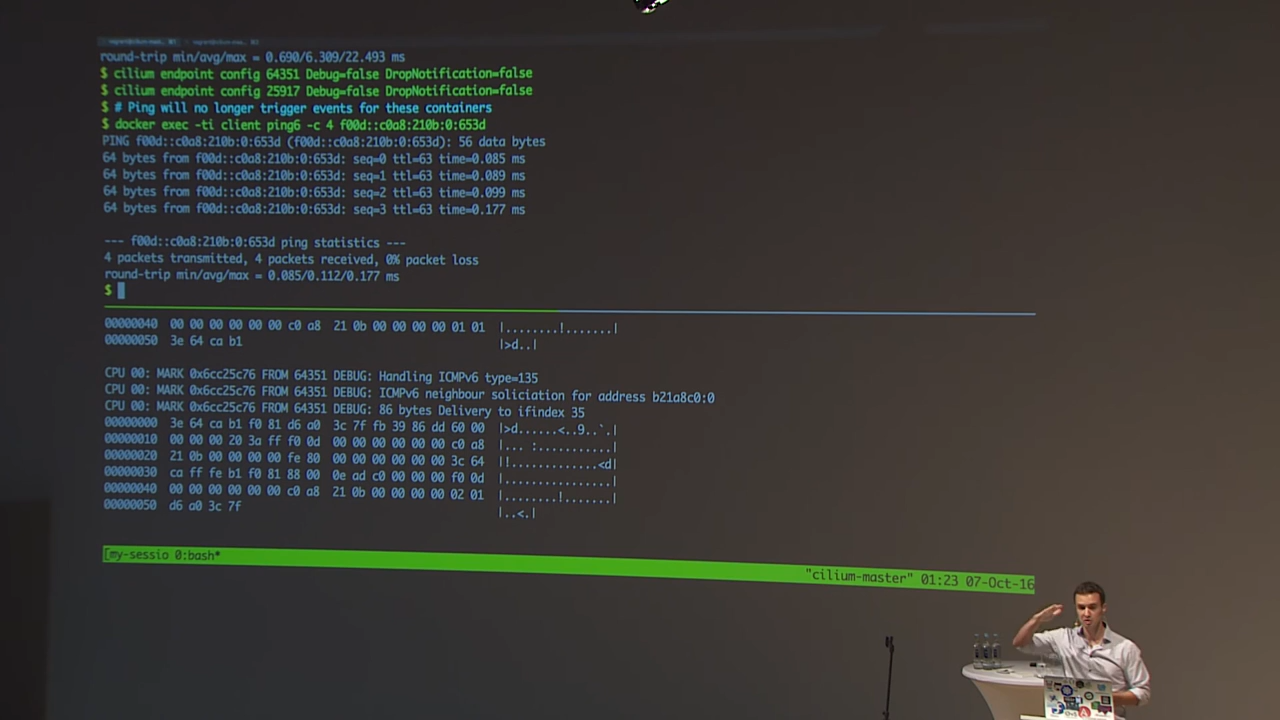 round-trip min/avg/max = 0.690/6.309/22.493 ms
$ cilium endpoint config 64351 Debug=false DropNotification=false
$ cilium endpoint config 25917 Debug=false DropNotification=false
$ # Ping will no longer trigger events for these containers
$ docker exec -ti client ping6 -c 4 f00d::c0a8:210b:0:653d
PING f00d::c0a8:210b:0:653d (f00d::c0a8:210b:0:653d): 56 data bytes
64 bytes from f00d::c0a8:210b:0:653d: seq=0 ttl=63 time=0.085 ms
64 bytes from f00d::c0a8:210b:0:653d: seq=1 ttl=63 time=0.089 ms
64 bytes from f00d::c0a8:210b:0:653d: seq=2 ttl=63 time=0.099 ms
64 bytes from f00d::c0a8:210b:0:653d: seq=3 ttl=63 time=0.177 ms
--- f00d::c0a8:210b:0:653d ping statistics ---
4 packets transmitted, 4 packets received, 0% packet loss
round-trip min/avg/max = 0.085/0.112/0.177 ms
$
00000040 00 00 00 00 00 00 c0 a8 21 0b 00 00 00 00 01 01 |........!.......|
00000050 3e 64 ca b1 |>d..|
CPU 00: MARK 0x6cc25c76 FROM 64351 DEBUG: Handling ICMPv6 type=135
CPU 00: MARK 0x6cc25c76 FROM 64351 DEBUG: ICMPv6 neighbour soliciation for address b21a8c0:0
CPU 00: MARK 0x6cc25c76 FROM 64351 DEBUG: 86 bytes Delivery to ifindex 35
00000000 3e 64 ca b1 f0 81 d6 a0 3c 7f fb 39 86 dd 60 00 |>d......<..9..`.|
00000010 00 00 00 20 3a ff f0 0d 00 00 00 00 00 00 c0 a8 |... :...........|
00000020 21 0b 00 00 00 00 fe 80 00 00 00 00 00 00 3c 64 |!.............<d|
00000030 ca ff fe b1 f0 81 88 00 0e ad c0 00 00 00 f0 0d |................|
00000040 00 00 00 00 00 00 c0 a8 21 0b 00 00 00 00 02 01 |........!.......|
00000050 d6 a0 3c 7f |..<.|
[my-sessio 0:bash* "cilium-master" 01:23 07-Oct-16